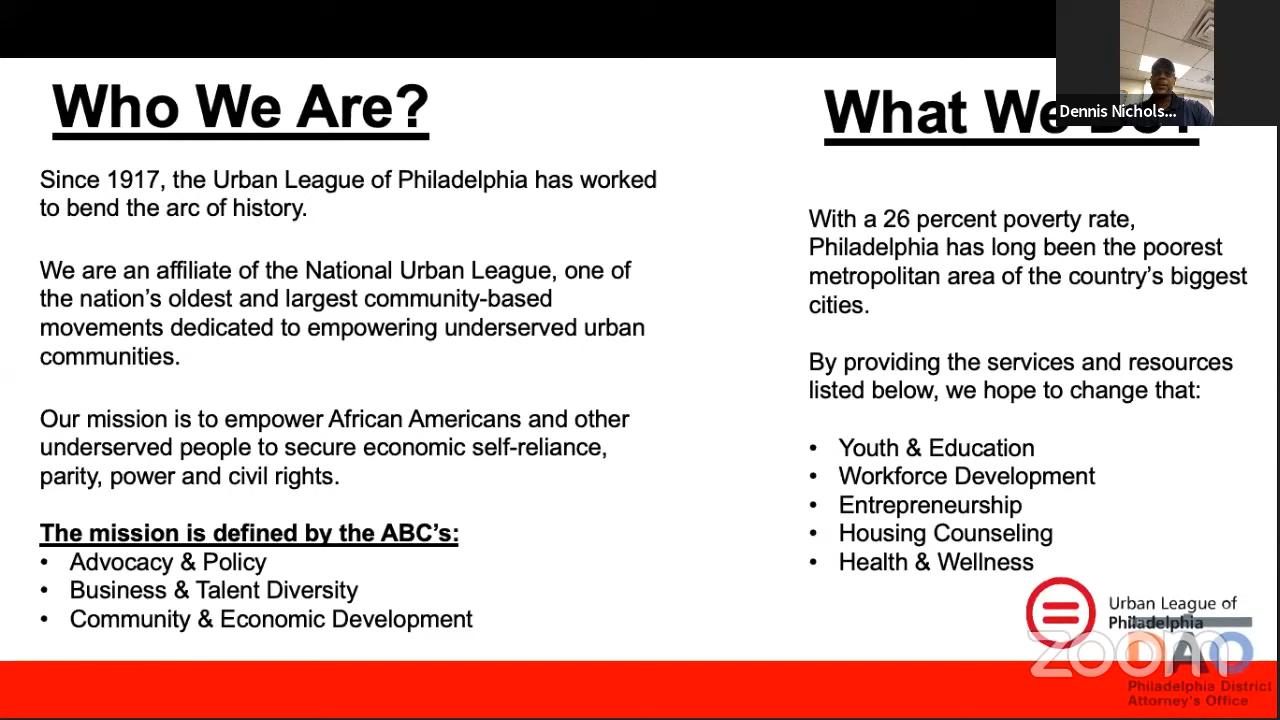 Who We Are?
Since 1917, the Urban League of Philadelphia has worked
to bend the arc of history.
We are an affiliate of the National Urban League, one of
the nation’s oldest and largest community-based
movements dedicated to empowering underserved urban
communities.
Our mission is to empower African Americans and other
underserved people to secure economic self-reliance,
parity, power and civil rights.
The mission is defined by the ABC’s:
• Advocacy & Policy
• Business & Talent Diversity
• Community & Economic Development
What We Do?
Dennis Nichols...
With a 26 percent poverty rate,
Philadelphia has long been the poorest
metropolitan area of the country’s biggest
cities.
By providing the services and resources
listed below, we hope to change that:
• Youth & Education
• Workforce Development
• Entrepreneurship
• Housing Counseling
• Health & Wellness
Urban League of
Philadelphia
zoom
DAO
Philadelphia District
Attorney's Office